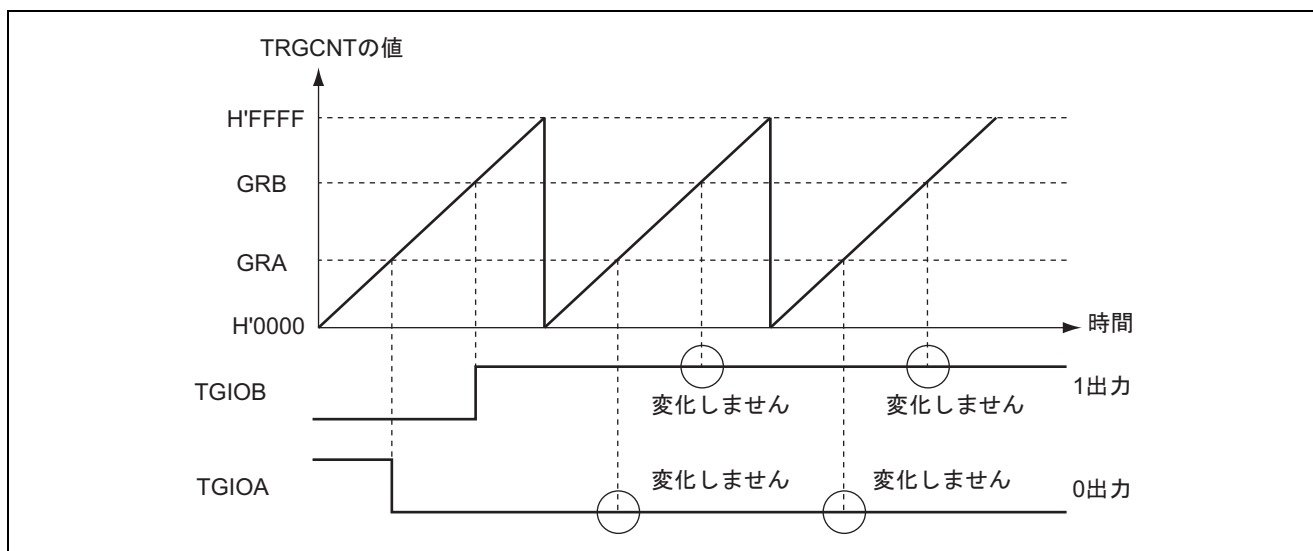 TRGCNTの値
H'FFFF
GRB
GRA
H'0000
時間
TGIOB
1出力
変化しません 変化しません
TGIOA
変化しません 変化しません
0出力